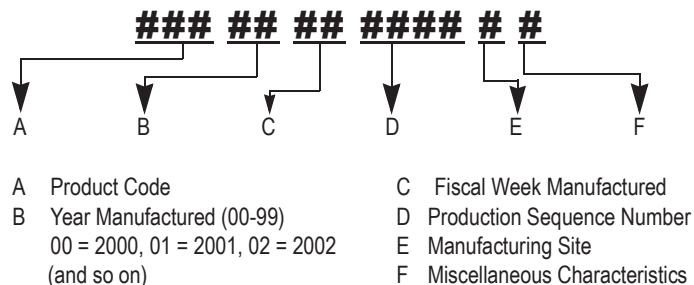 ### ## ## #### # #
A B C D E F
A Product Code
B Year Manufactured (00-99)
00 = 2000, 01 = 2001, 02 = 2002
(and so on)
C Fiscal Week Manufactured
D Production Sequence Number
E Manufacturing Site
F Miscellaneous Characteristics